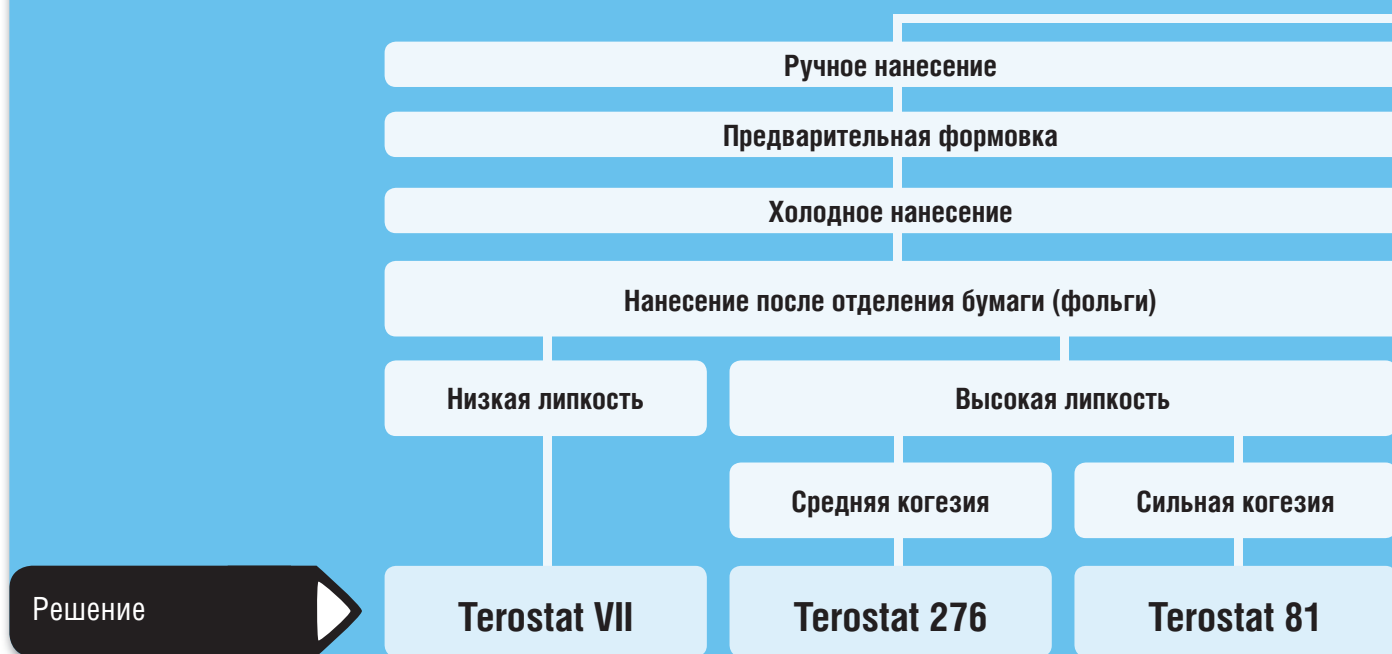 Ручное нанесение
Предварительная формовка
Холодное нанесение
Нанесение после отделения бумаги (фольги)
Низкая липкость
Высокая липкость
Средняя когезия
Сильная когезия
Решение
Terostat VII
Terostat 276
Terostat 81